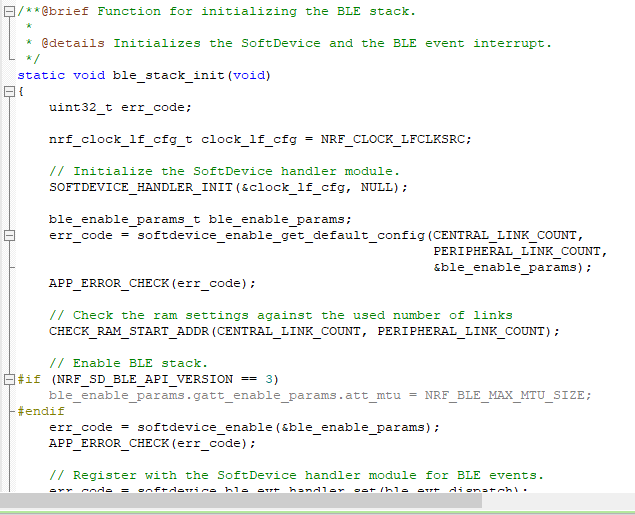 /**@brief Function for initializing the BLE stack.
 *
 * @details Initializes the SoftDevice and the BLE event interrupt.
 */
static void ble_stack_init(void)
{
    uint32_t err_code;

    nrf_clock_lf_cfg_t clock_lf_cfg = NRF_CLOCK_LFCLKSRC;

    // Initialize the SoftDevice handler module.
    SOFTDEVICE_HANDLER_INIT(&clock_lf_cfg, NULL);

    ble_enable_params_t ble_enable_params;
    err_code = softdevice_enable_get_default_config(CENTRAL_LINK_COUNT,
                                                    PERIPHERAL_LINK_COUNT,
                                                    &ble_enable_params);
    APP_ERROR_CHECK(err_code);

    // Check the ram settings against the used number of links
    CHECK_RAM_START_ADDR(CENTRAL_LINK_COUNT, PERIPHERAL_LINK_COUNT);

    // Enable BLE stack.
#if (NRF_SD_BLE_API_VERSION == 3)
    ble_enable_params.gatt_enable_params.att_mtu = NRF_BLE_MAX_MTU_SIZE;
#endif
    err_code = softdevice_enable(&ble_enable_params);
    APP_ERROR_CHECK(err_code);

    // Register with the SoftDevice handler module for BLE events.
    err_code = softdevice_ble_evt_handler_set(ble_evt_dispatch);